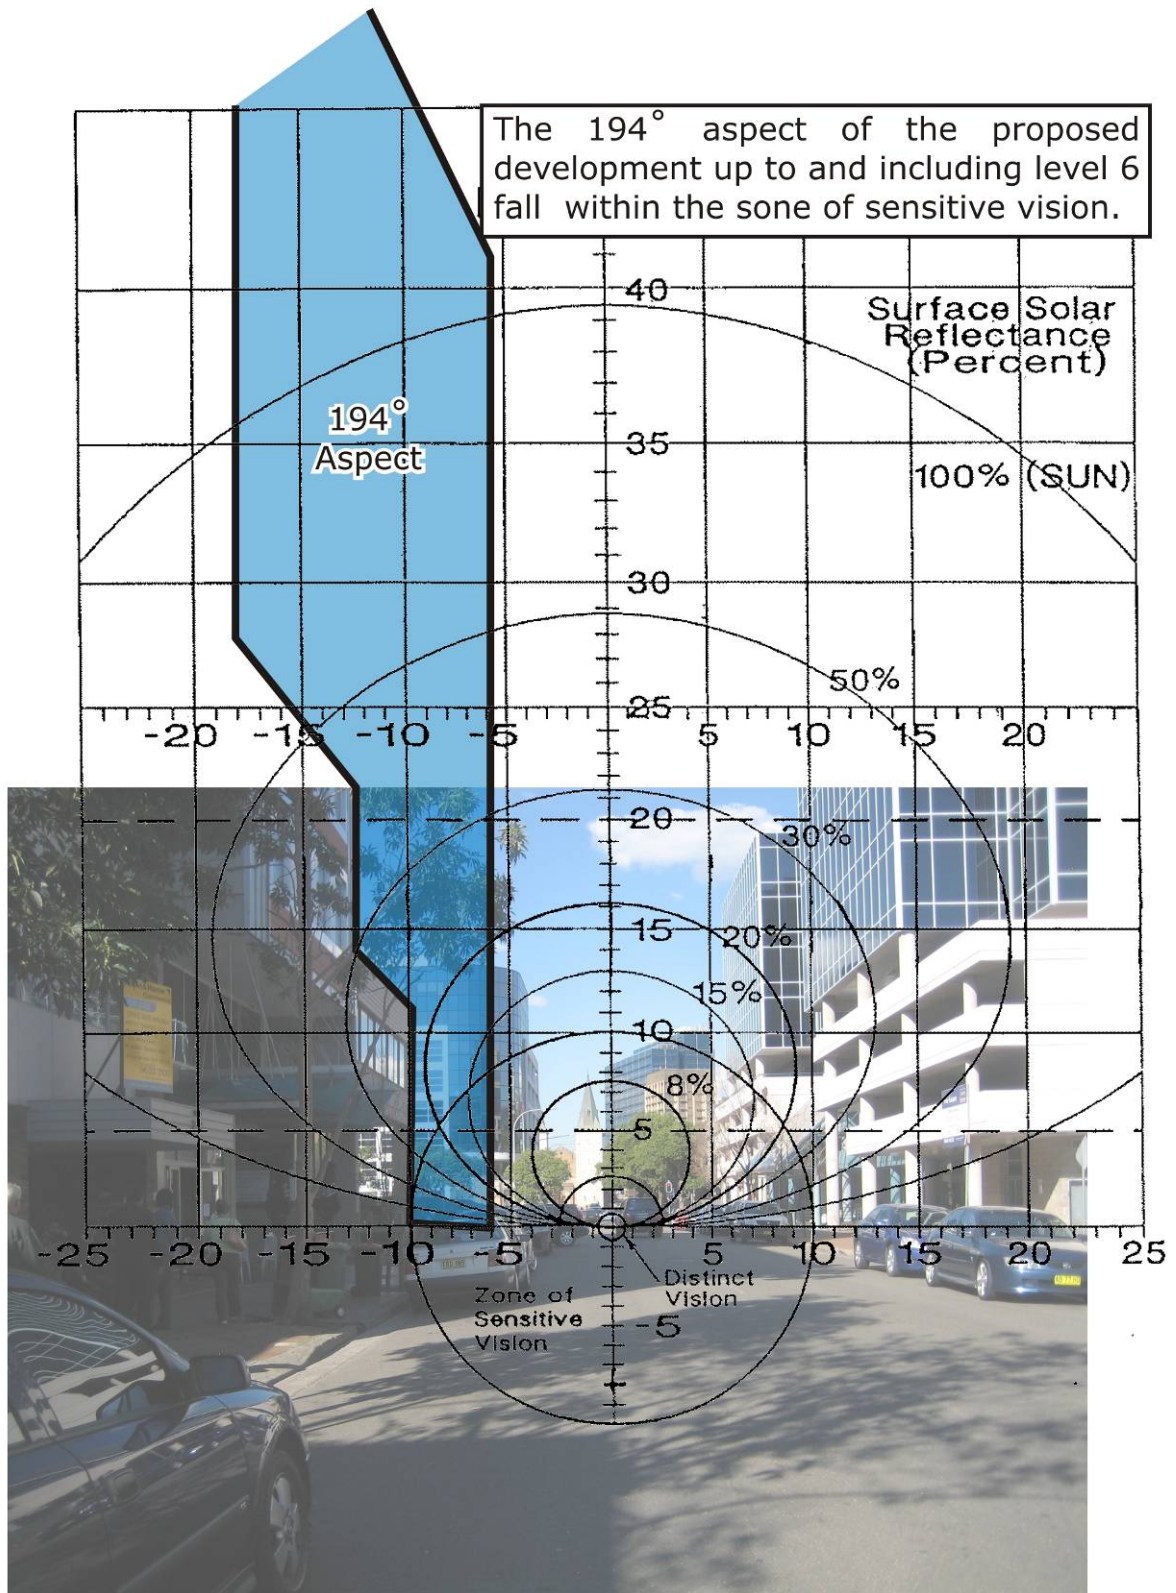 The 194° aspect of the proposed
development up to and including level 6
fall within the sone of sensitive vision.
40
Surface Solar
Reflectance
(Percent)
194°
Aspect
35
100% (SUN)
30
50%
25
-20 -15 -10 -5 5 10 15 20
20
30%
15
20%
15%
10
8%
5
-25 -20 -15 -10 -5 5 10 15 20 25
Distinct
Vision
Zone of
Sensitive
Vision
-5